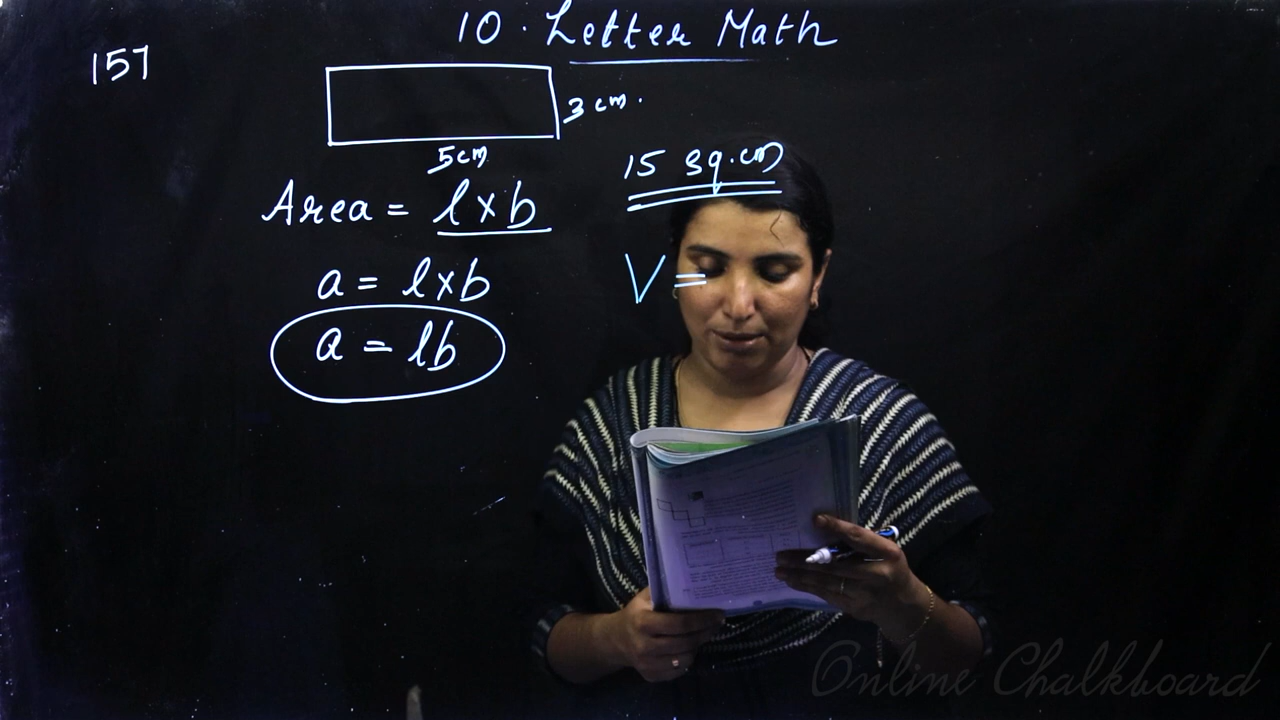 10. Letter Math
157
3 cm.
5cm
15 sq.cm
Area = l x b
a = l x b
V =
a = lb
Online Chalkboard